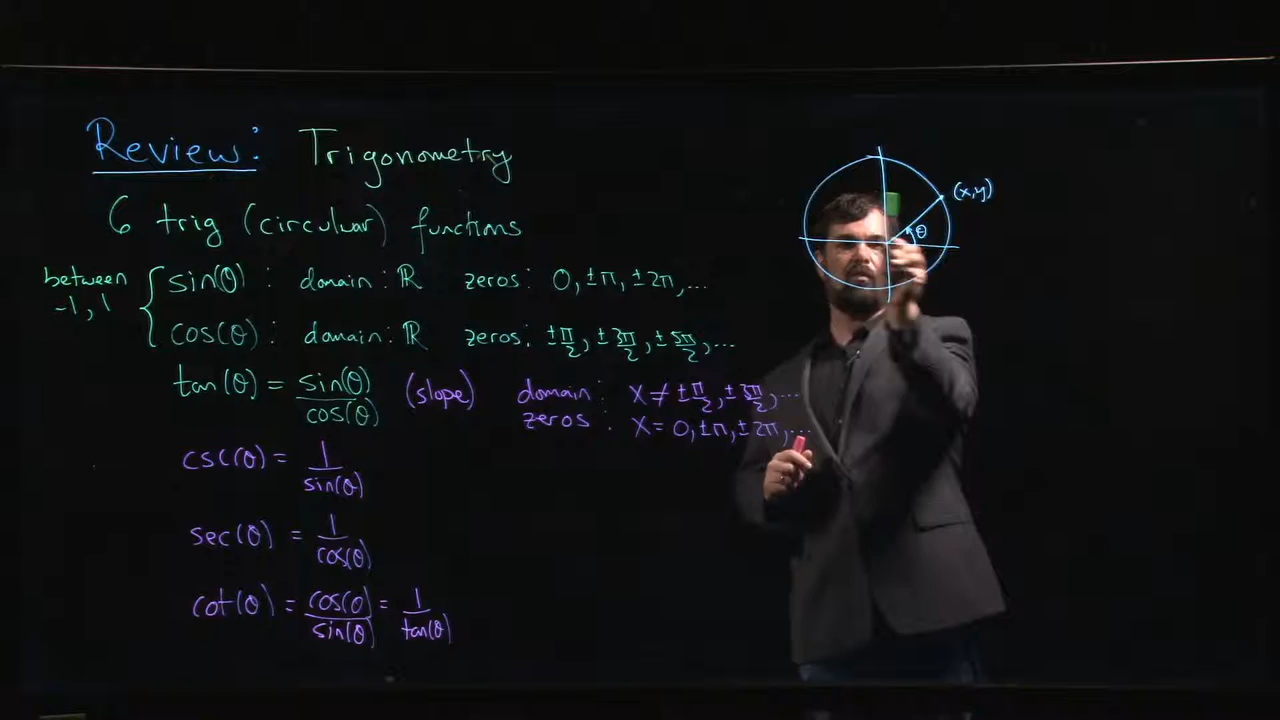 Review: Trigonometry
6 trig (circular) functions
between
-1, 1
sin(θ) : domain: ℝ zeros: 0, ±π, ±2π, ...
cos(θ) : domain: ℝ zeros: ±π/2, ±3π/2, ±5π/2, ...
tan(θ) = sin(θ)/cos(θ) (slope) domain: x ≠ ±π/2, ±3π/2, ...
zeros : x = 0, ±π, ±2π, ...
csc(θ) = 1/sin(θ)
sec(θ) = 1/cos(θ)
cot(θ) = cos(θ)/sin(θ) = 1/tan(θ)
(x,y)
θ